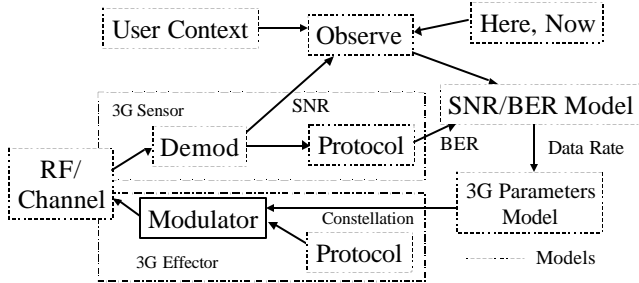 User Context
Observe
Here, Now
3G Sensor
SNR
SNR/BER Model
Demod
Protocol
BER
Data Rate
RF/
Channel
3G Parameters
Model
Modulator
Constellation
Protocol
3G Effector
Models